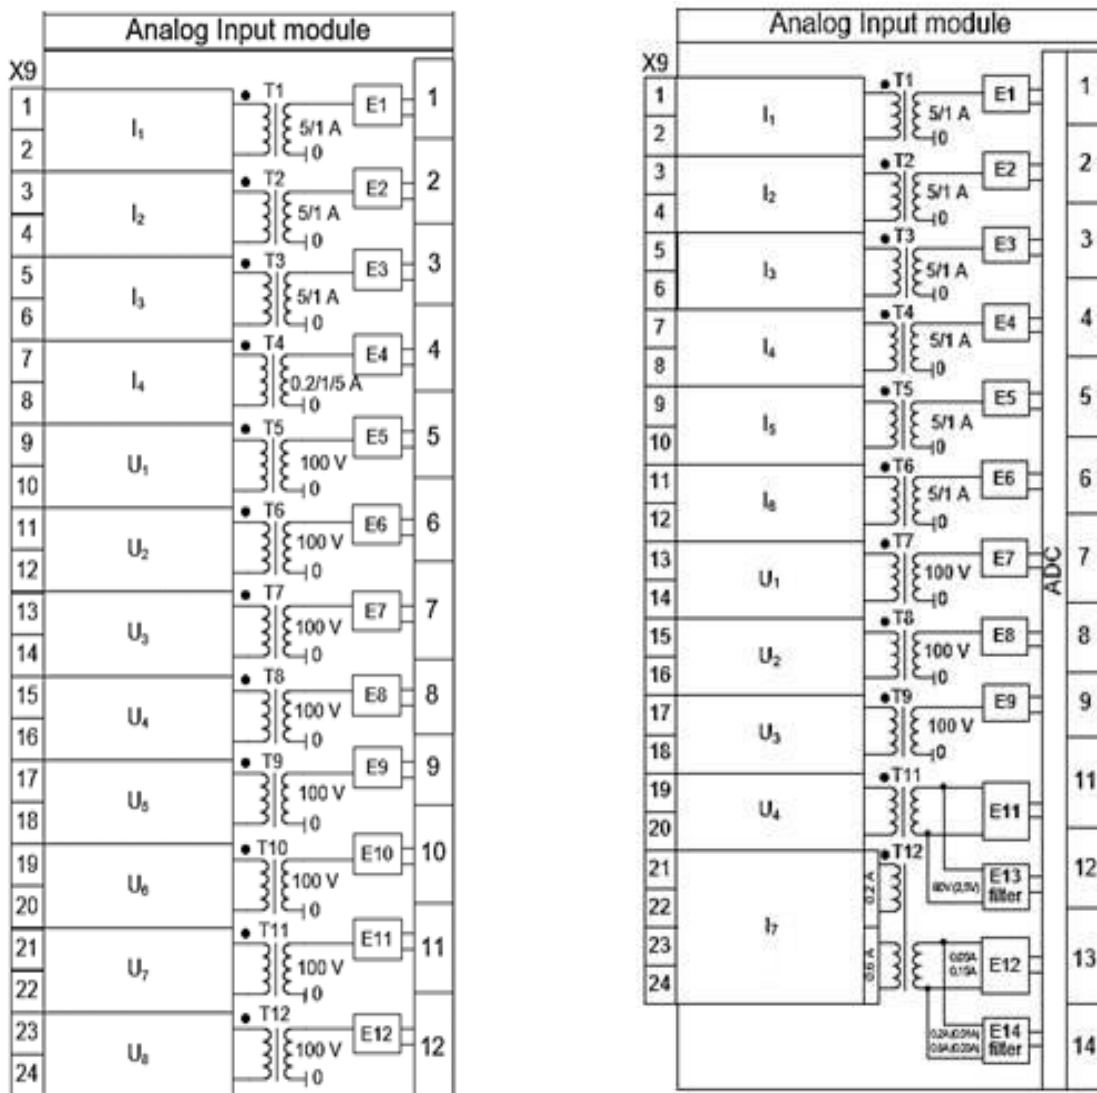 Analog Input module
X9
1
I₁
T1
5/1 A
0
E1
1
2
3
I₂
T2
5/1 A
0
E2
2
4
5
I₃
T3
5/1 A
0
E3
3
6
7
I₄
T4
0.2/1/5 A
0
E4
4
8
9
U₁
T5
100 V
0
E5
5
10
11
U₂
T6
100 V
0
E6
6
12
13
U₃
T7
100 V
0
E7
7
14
15
U₄
T8
100 V
0
E8
8
16
17
U₅
T9
100 V
0
E9
9
18
19
U₆
T10
100 V
0
E10
10
20
21
U₇
T11
100 V
0
E11
11
22
23
U₈
T12
100 V
0
E12
12
24
Analog Input module
X9
ADC
1
I₁
T1
5/1 A
0
E1
1
2
3
I₂
T2
5/1 A
0
E2
2
4
5
I₃
T3
5/1 A
0
E3
3
6
7
I₄
T4
5/1 A
0
E4
4
8
9
I₅
T5
5/1 A
0
E5
5
10
11
I₆
T6
5/1 A
0
E6
6
12
13
U₁
T7
100 V
0
E7
7
14
15
U₂
T8
100 V
0
E8
8
16
17
U₃
T9
100 V
0
E9
9
18
19
U₄
T11
E11
11
20
21
T12
0.2 A
E13
filter
12
22
I₇
23
0.6 A
E12
13
24
E14
filter
14